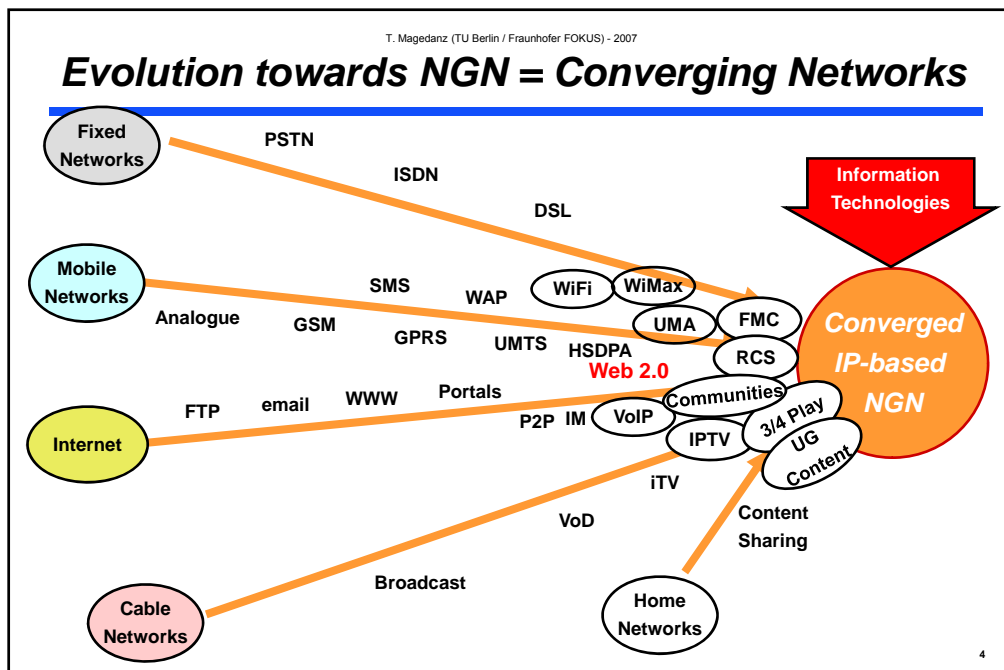 T. Magedanz (TU Berlin / Fraunhofer FOKUS) - 2007
Evolution towards NGN = Converging Networks
Fixed
Networks
PSTN
ISDN
DSL
Information
Technologies
Mobile
Networks
Analogue
SMS
GSM
WAP
GPRS
UMTS
HSDPA
WiFi
WiMax
UMA
FMC
RCS
Converged
IP-based
NGN
Web 2.0
Internet
FTP
email
WWW
Portals
P2P
IM
VoIP
Communities
3/4 Play
IPTV
UG
Content
iTV
VoD
Broadcast
Cable
Networks
Content
Sharing
Home
Networks
4